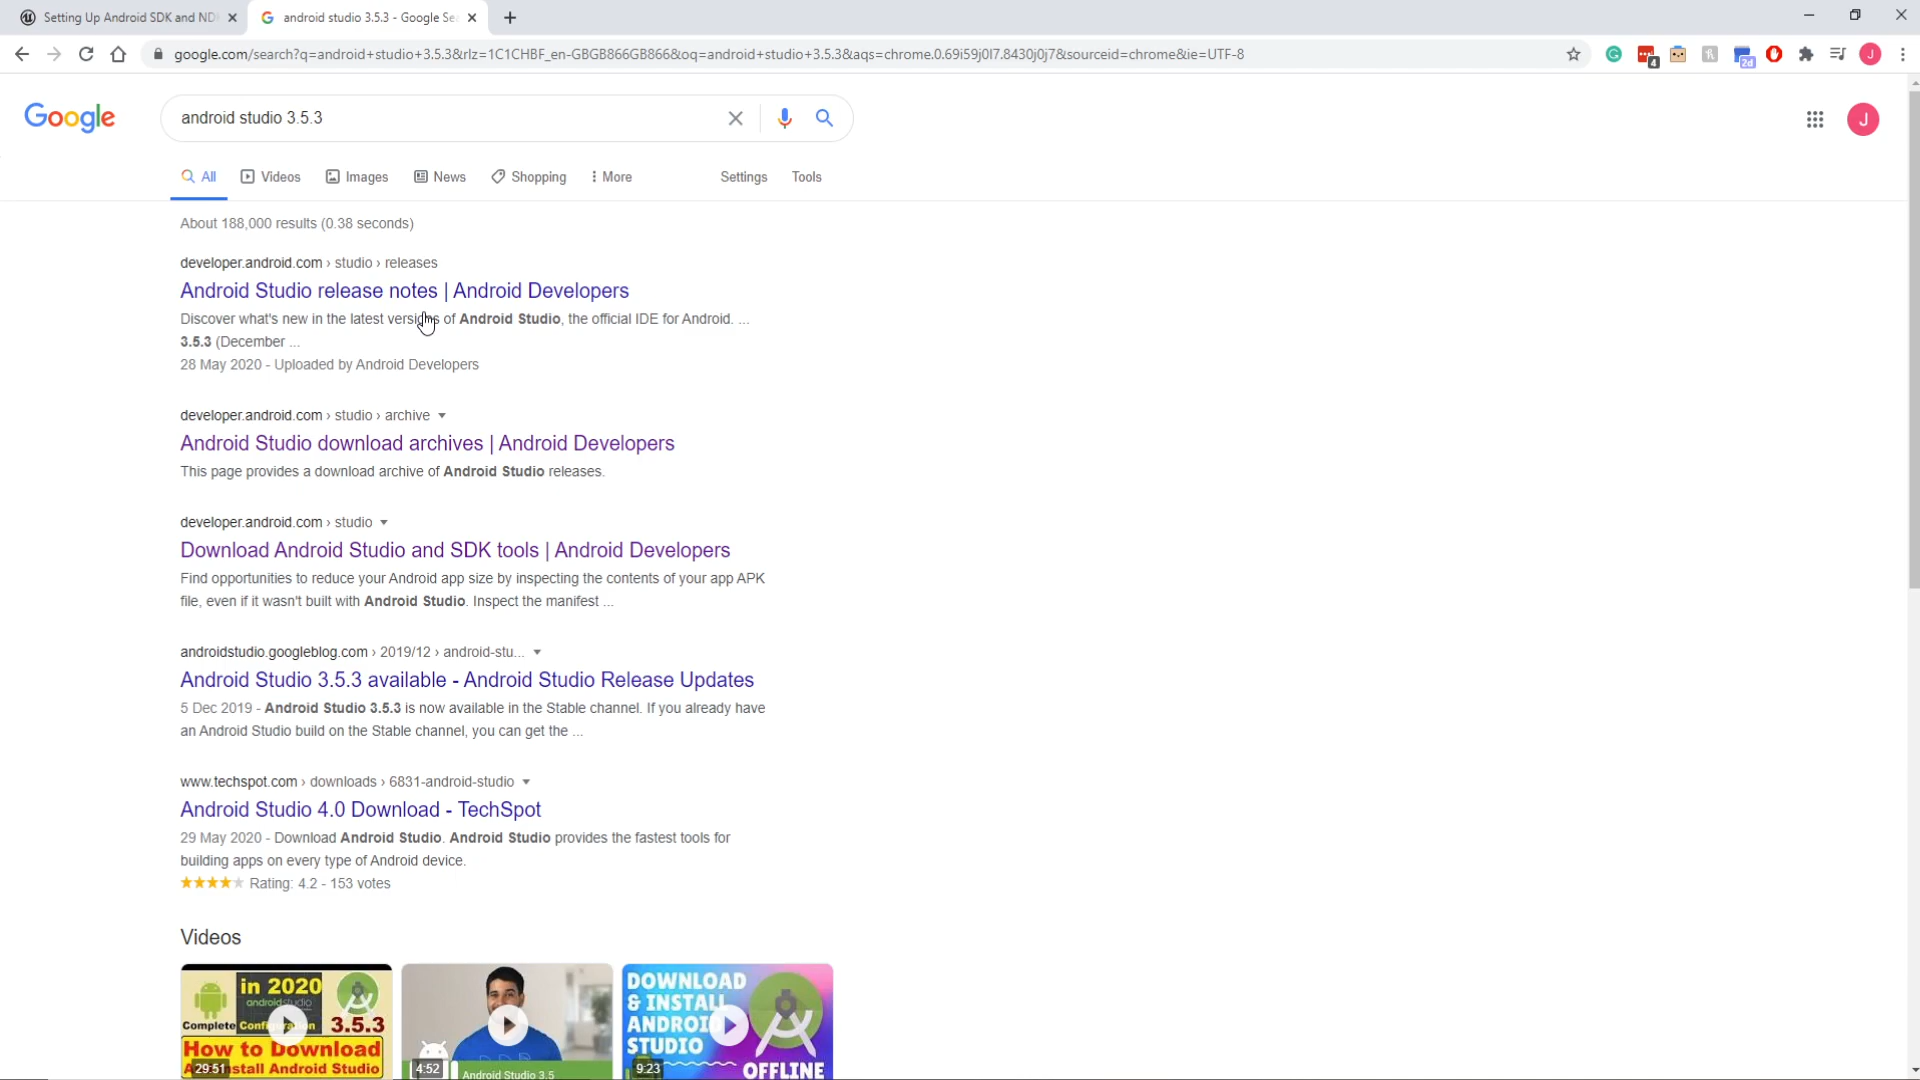 Setting Up Android SDK and ND
android studio 3.5.3 - Google Se
google.com/search?q=android+studio+3.5.3&rlz=1C1CHBF_en-GBGB866GB866&oq=android+studio+3.5.3&aqs=chrome.0.69i59j0l7.8430j0j7&sourceid=chrome&ie=UTF-8
4
2d
J
Google
android studio 3.5.3
J
All
Videos
Images
News
Shopping
More
Settings
Tools
About 188,000 results (0.38 seconds)
developer.android.com › studio › releases
Android Studio release notes | Android Developers
Discover what's new in the latest versions of Android Studio, the official IDE for Android. ...
3.5.3 (December ...
28 May 2020 - Uploaded by Android Developers
developer.android.com › studio › archive
Android Studio download archives | Android Developers
This page provides a download archive of Android Studio releases.
developer.android.com › studio
Download Android Studio and SDK tools | Android Developers
Find opportunities to reduce your Android app size by inspecting the contents of your app APK
file, even if it wasn't built with Android Studio. Inspect the manifest ...
androidstudio.googleblog.com › 2019/12 › android-stu...
Android Studio 3.5.3 available - Android Studio Release Updates
5 Dec 2019 - Android Studio 3.5.3 is now available in the Stable channel. If you already have
an Android Studio build on the Stable channel, you can get the ...
www.techspot.com › downloads › 6831-android-studio
Android Studio 4.0 Download - TechSpot
29 May 2020 - Download Android Studio. Android Studio provides the fastest tools for
building apps on every type of Android device.
Rating: 4.2 - 153 votes
Videos
in 2020
androidstudio
Complete
3.5.3
How to Download
Install Android Studio
29:51
4:52
Android Studio 3.5
DOWNLOAD
& INSTALL
ANDROID
STUDIO
OFFLINE
9:23